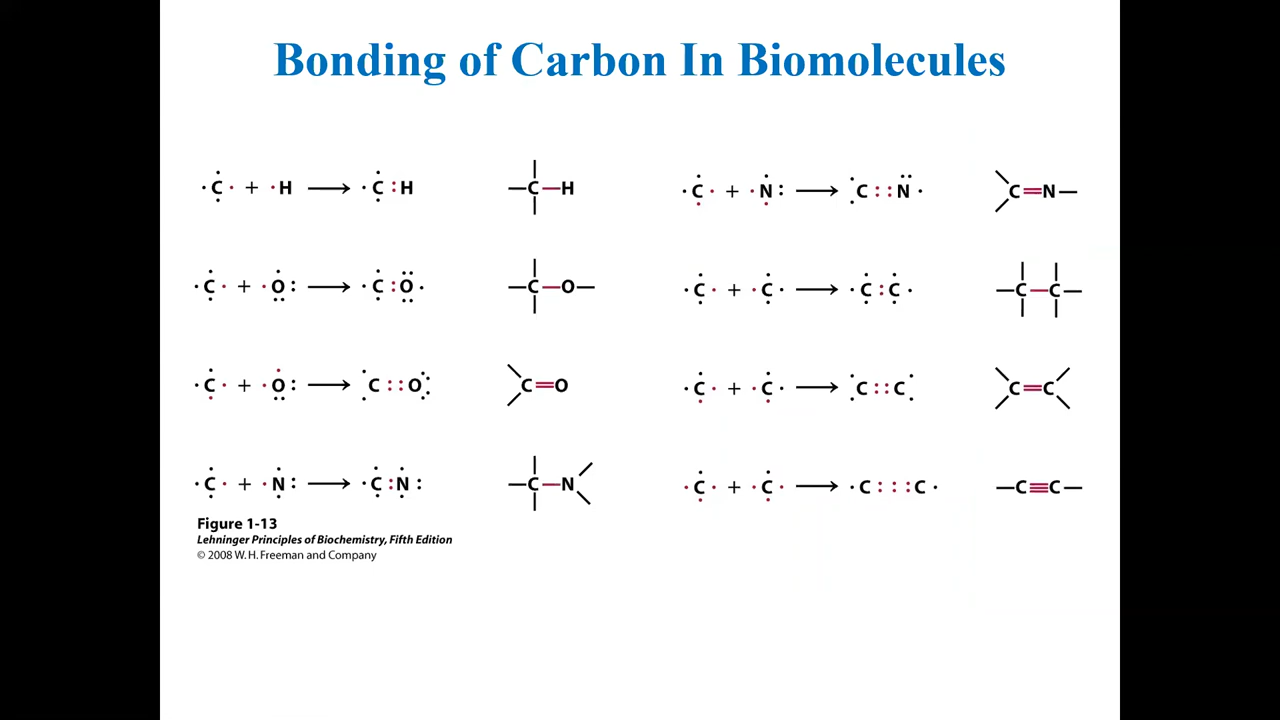 Bonding of Carbon In Biomolecules
·C· + ·H ⟶ ·C:H
C—H
·C· + ·O: ⟶ ·C:O·
—C—O—
·C· + ·O: ⟶ C::O
C=O
·C· + ·N: ⟶ ·C:N:
—C—N
·C· + ·N: ⟶ C::N·
C=N—
·C· + ·C· ⟶ ·C:C·
—C—C—
·C· + ·C· ⟶ C::C
C=C
·C· + ·C· ⟶ ·C:::C·
—C≡C—
Figure 1-13
Lehninger Principles of Biochemistry, Fifth Edition
© 2008 W. H. Freeman and Company